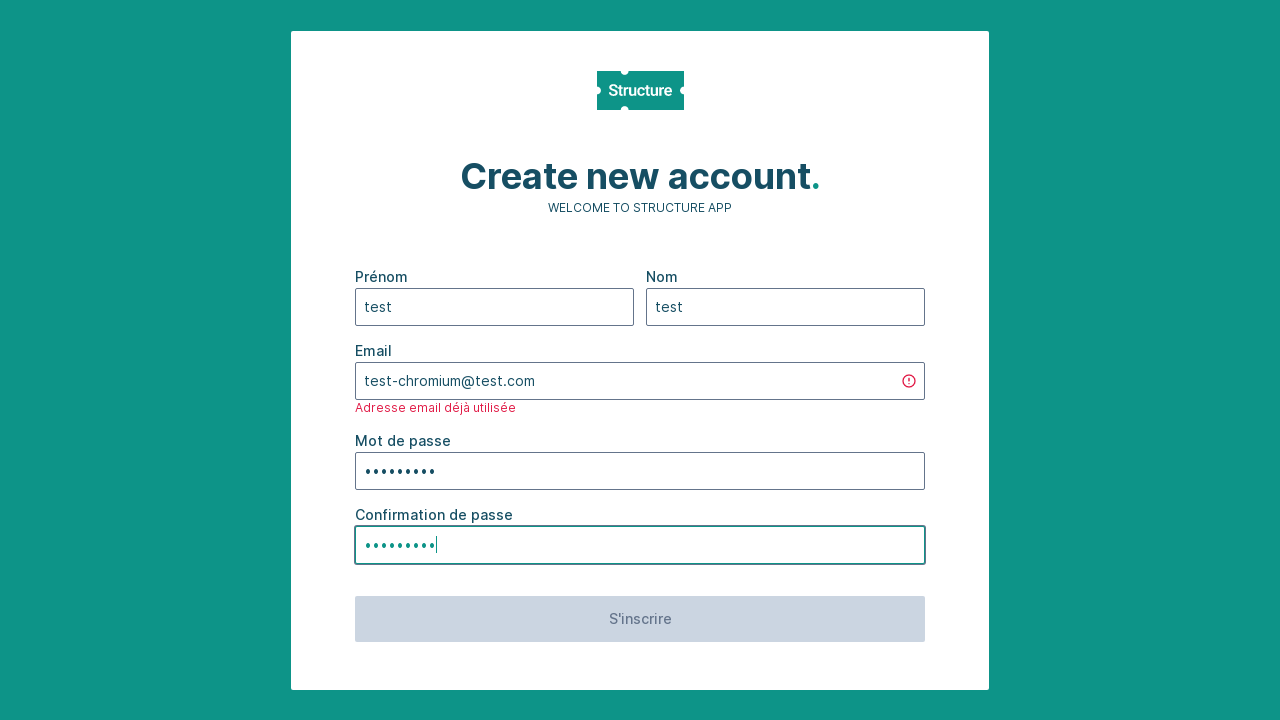 Structure
Create new account.
WELCOME TO STRUCTURE APP
Prénom
Nom
test
test
Email
test-chromium@test.com
Adresse email déjà utilisée
Mot de passe
•••••••••
Confirmation de passe
•••••••••
S'inscrire